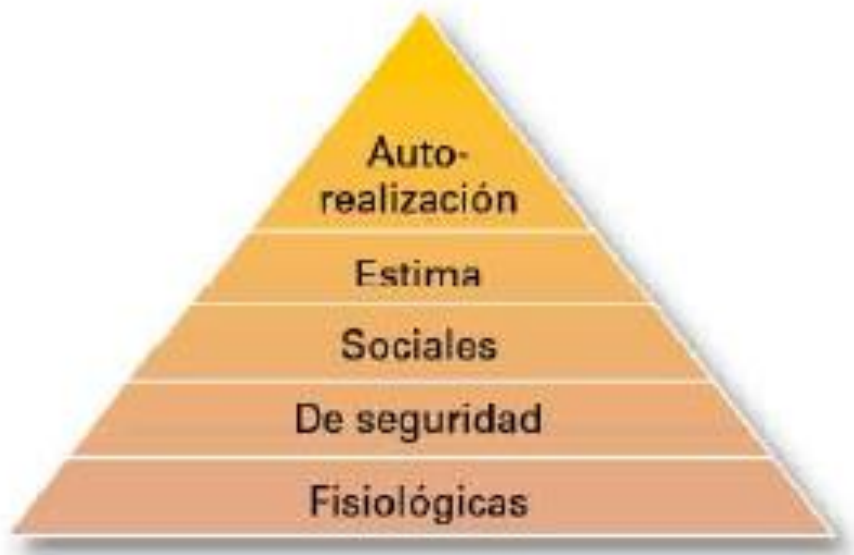 Auto-
realización
Estima
Sociales
De seguridad
Fisiológicas